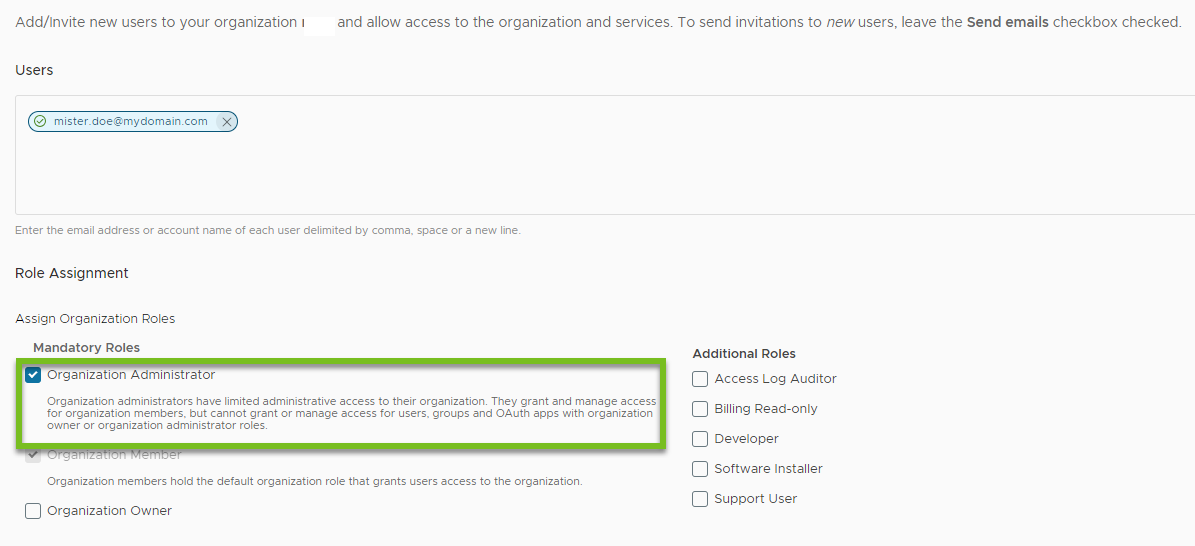 Add/Invite new users to your organization and allow access to the organization and services. To send invitations to new users, leave the Send emails checkbox checked.
Users
mister.doe@mydomain.com
Enter the email address or account name of each user delimited by comma, space or a new line.
Role Assignment
Assign Organization Roles
Mandatory Roles
Organization Administrator
Organization administrators have limited administrative access to their organization. They grant and manage access
for organization members, but cannot grant or manage access for users, groups and OAuth apps with organization
owner or organization administrator roles.
Organization Member
Organization members hold the default organization role that grants users access to the organization.
Organization Owner
Additional Roles
Access Log Auditor
Billing Read-only
Developer
Software Installer
Support User